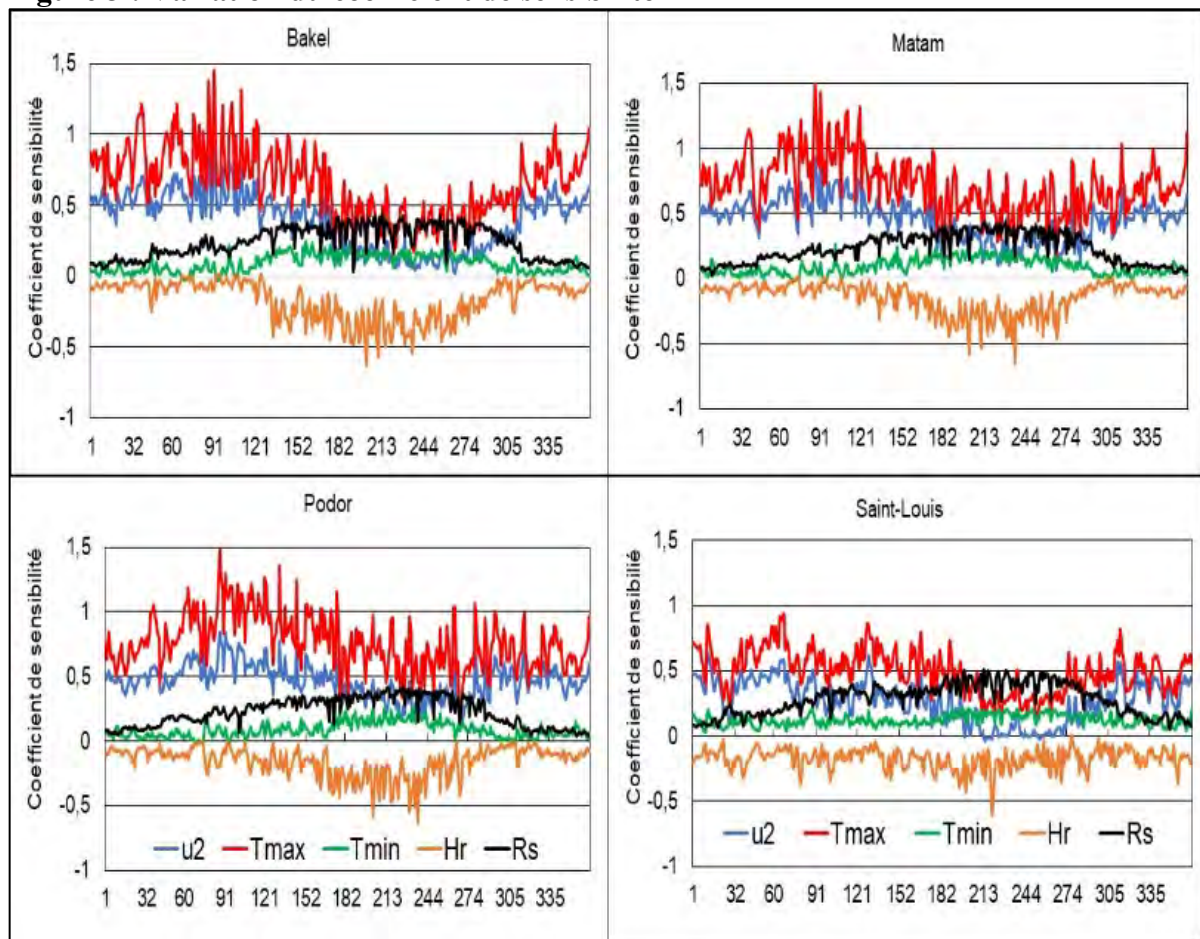 Bakel
Coefficient de sensibilité
1,5
1
0,5
0
-0,5
-1
1 32 60 91 121 152 182 213 244 274 305 335
Matam
Coefficient de sensibilité
1,5
1
0,5
0
-0,5
-1
1 32 60 91 121 152 182 213 244 274 305 335
Podor
Coefficient de sensibilité
1,5
1
0,5
0
-0,5
-1
u2 Tmax Tmin Hr Rs
1 32 60 91 121 152 182 213 244 274 305 335
Saint-Louis
Coefficient de sensibilié
1,5
1
0,5
0
-0,5
-1
u2 Tmax Tmin Hr Rs
1 32 60 91 121 152 182 213 244 274 305 335